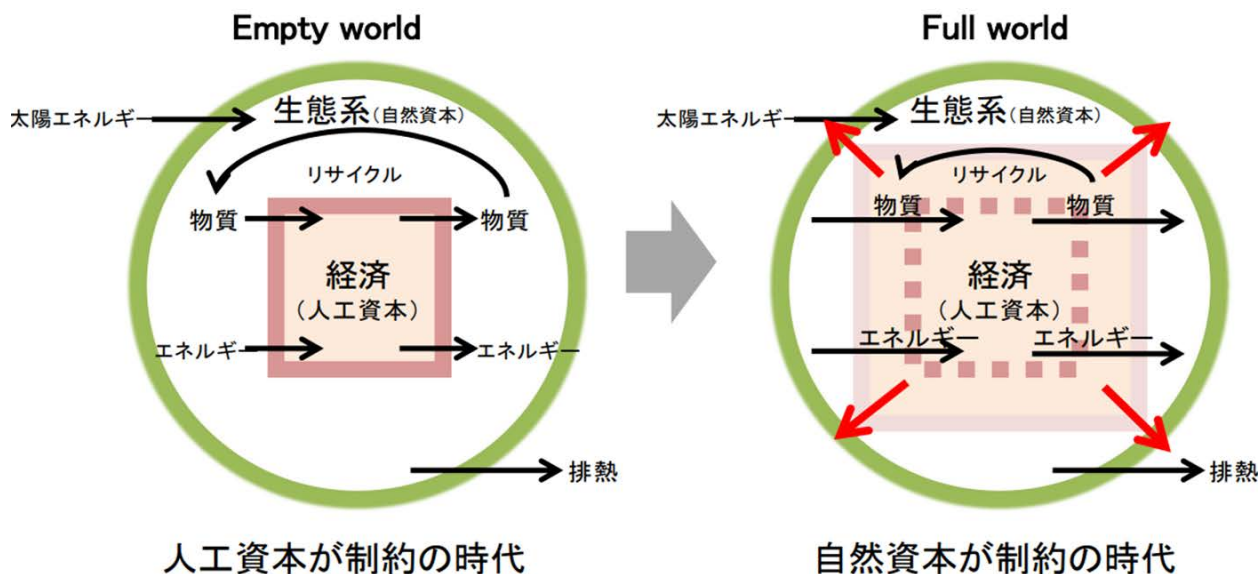 Empty world
太陽エネルギー
生態系(自然資本)
リサイクル
物質
物質
経済
(人工資本)
エネルギー
エネルギー
排熱
人工資本が制約の時代
Full world
太陽エネルギー
生態系(自然資本)
リサイクル
物質
物質
経済
(人工資本)
エネルギー
エネルギー
排熱
自然資本が制約の時代